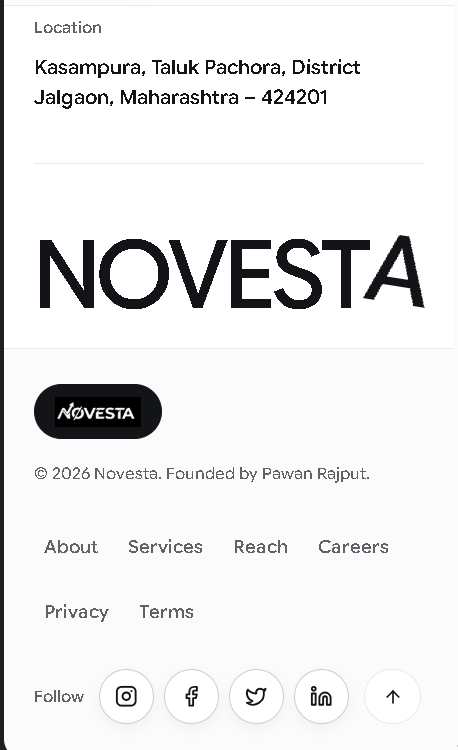 Location
Kasampura, Taluk Pachora, District
Jalgaon, Maharashtra – 424201
NOVESTA
NØVESTA
© 2026 Novesta. Founded by Pawan Rajput.
About Services Reach Careers
Privacy Terms
Follow